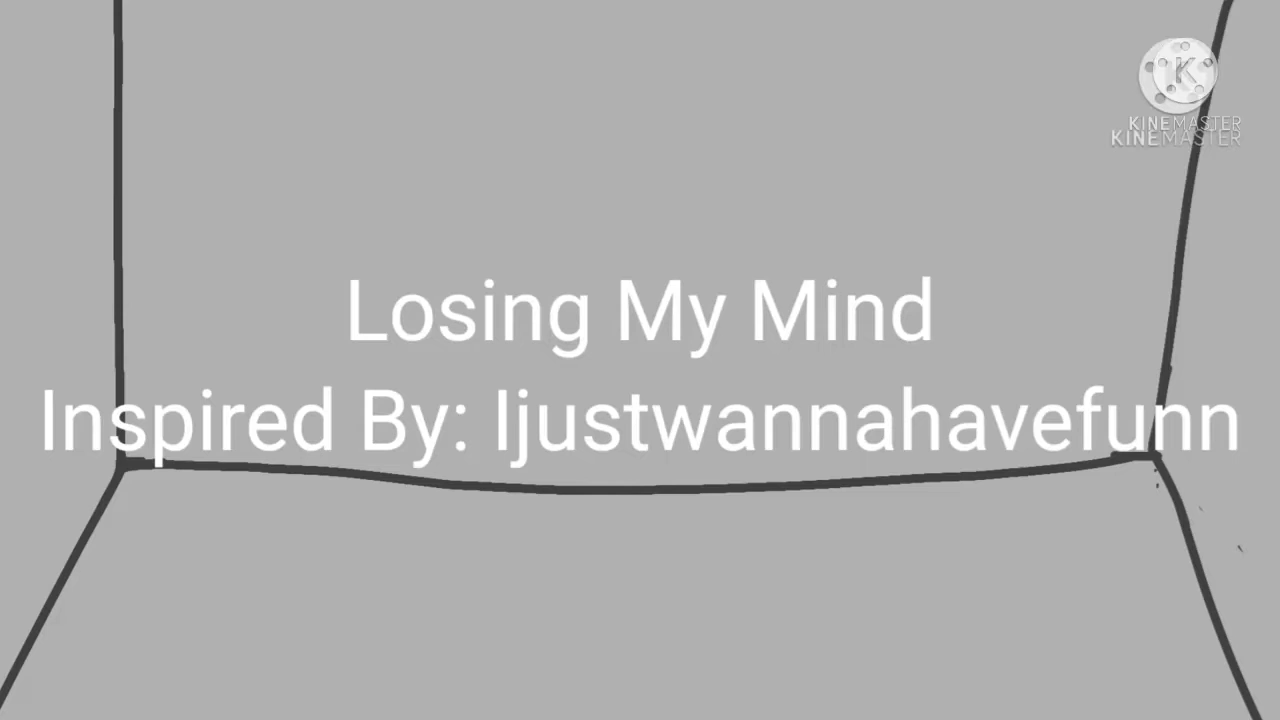 K
KINEMASTER
KINEMASTER
Losing My Mind
Inspired By: Ijustwannahavefunn